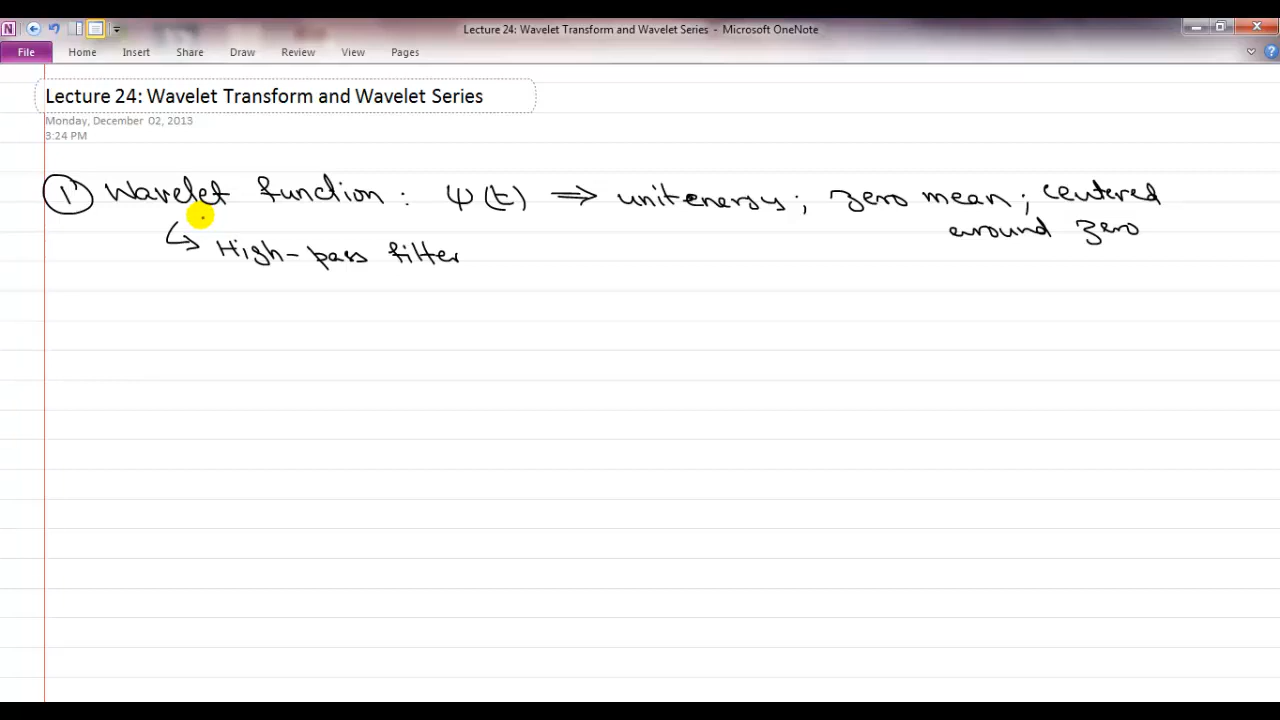 Lecture 24: Wavelet Transform and Wavelet Series - Microsoft OneNote
File Home Insert Share Draw Review View Pages
Lecture 24: Wavelet Transform and Wavelet Series
Monday, December 02, 2013
3:24 PM
① Wavelet function : ψ(t) ⟹ unit energy; zero mean; centered
around zero
↳ High-pass filter